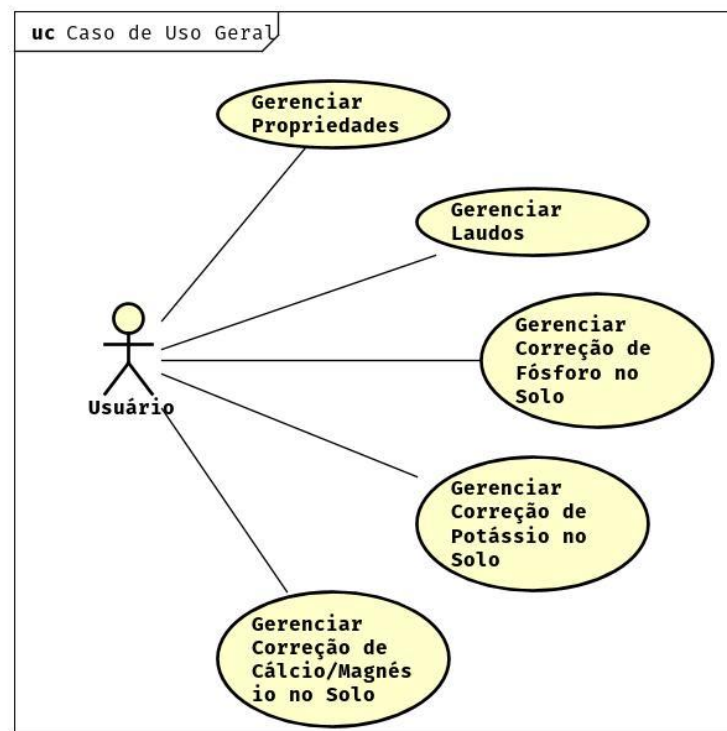 uc Caso de Uso Geral
Gerenciar
Propriedades
Gerenciar
Laudos
Gerenciar
Correção de
Fósforo no
Solo
Usuário
Gerenciar
Correção de
Potássio no
Solo
Gerenciar
Correção de
Cálcio/Magnés
io no Solo